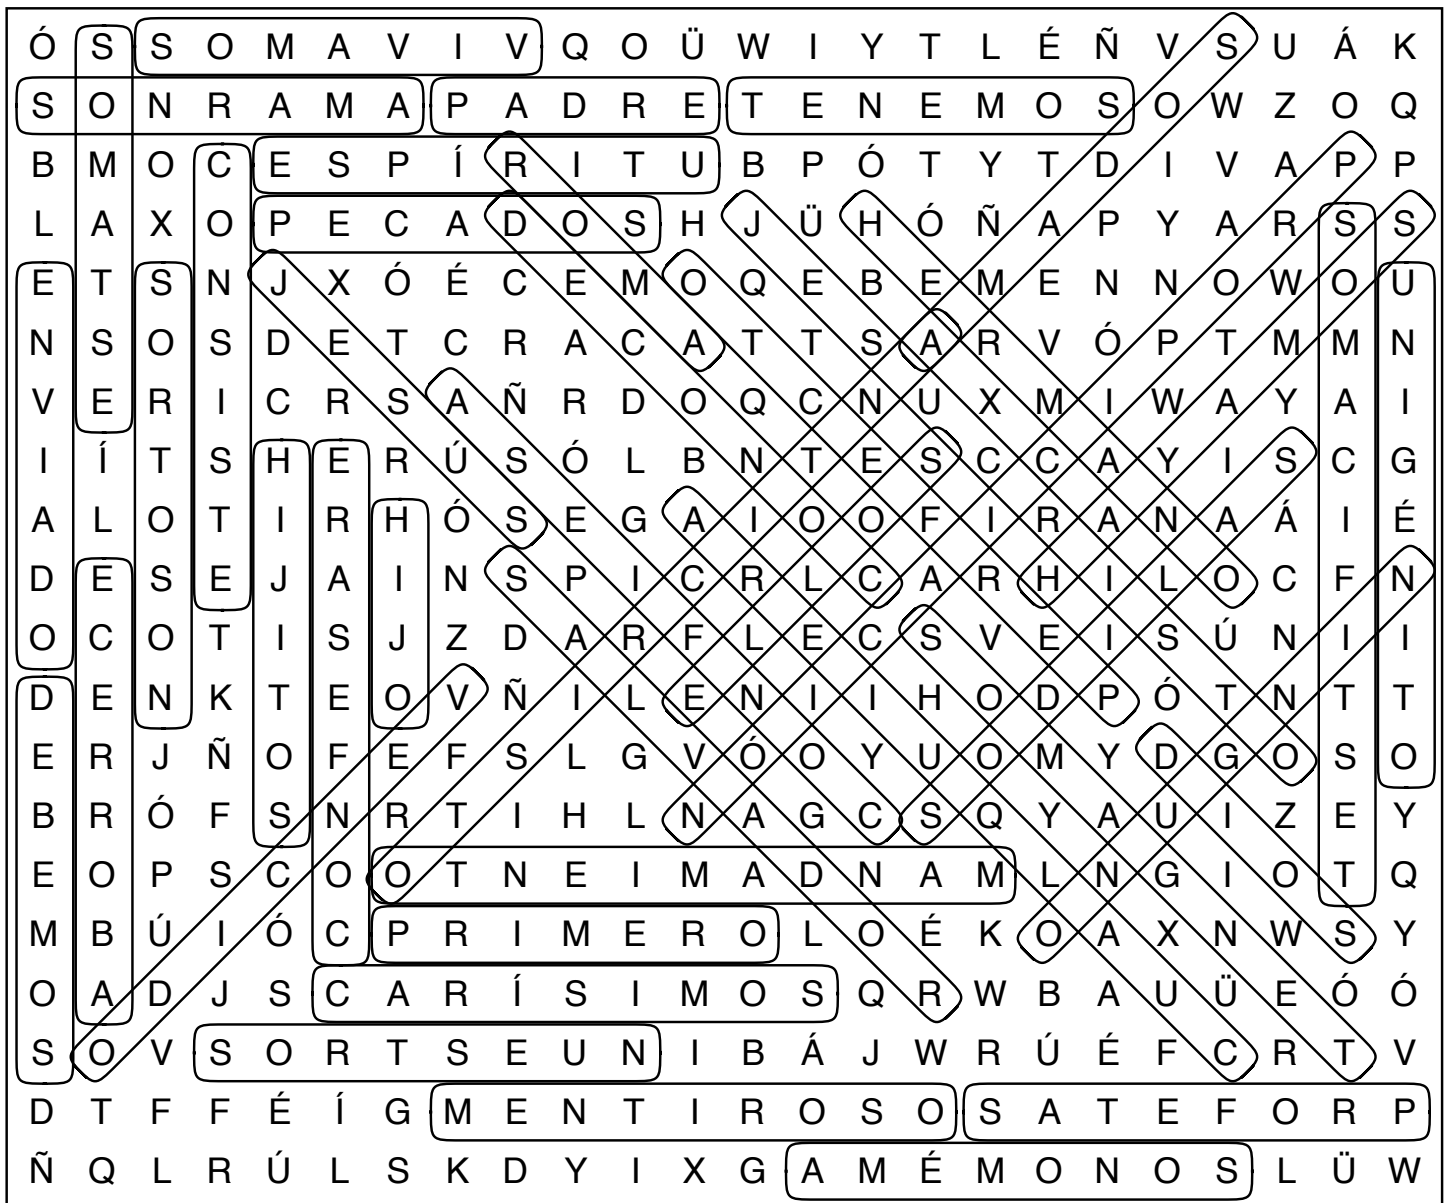 Ó S S O M A V I V Q O Ü W I Y T L É Ñ V S U Á K
S O N R A M A P A D R E T E N E M O S O W Z O Q
B M O C E S P Í R I T U B P Ó T Y T D I V A P P
L A X O P E C A D O S H J Ü H Ó Ñ A P Y A R S S
E T S N J X Ó É C E M O Q E B E M E N N O W O U
N S O S D E T C R A C A T T S A R V Ó P T M M N
V E R I C R S A Ñ R D O Q C N U X M I W A Y A I
I Í T S H E R Ú S Ó L B N T E S C C A Y I S C G
A L O T I R H Ó S E G A I O O F I R A N A Á I É
D E S E J A I N S P I C R L C A R H I L O C F N
O C O T I S J Z D A R F L E C S V E I S Ú N I I
D E N K T E O V Ñ I L E N I I H O D P Ó T N T T
E R J Ñ O F E F S L G V Ó O Y U O M Y D G O S O
B R Ó F S N R T I H L N A G C S Q Y A U I Z E Y
E O P S C O O T N E I M A D N A M L N G I O T Q
M B Ú I Ó C P R I M E R O L O É K O A X N W S Y
O A D J S C A R Í S I M O S Q R W B A U Ü E Ó Ó
S O V S O R T S E U N I B Á J W R Ú É F C R T V
D T F F É Í G M E N T I R O S O S A T E F O R P
Ñ Q L R Ú L S K D Y I X G A M É M O N O S L Ü W